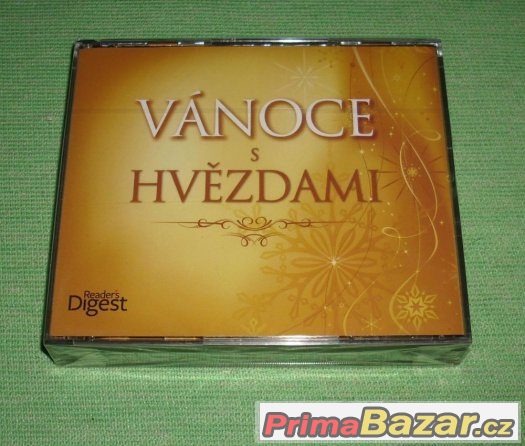 VÁNOCE
S
HVĚZDAMI
Reader's
Digest
PrimaBazar.cz